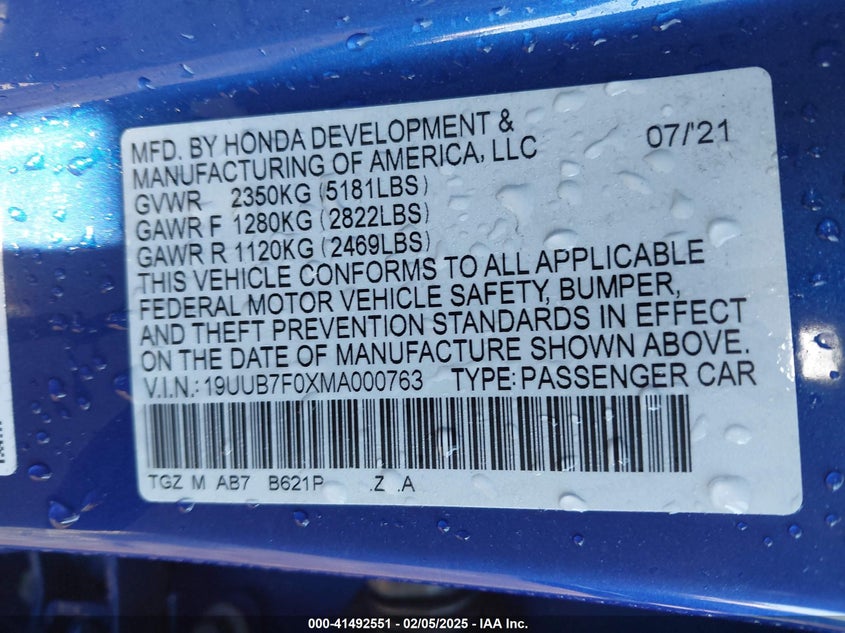 MFD. BY HONDA DEVELOPMENT &
MANUFACTURING OF AMERICA, LLC 07/'21
GVWR 2350KG (5181LBS)
GAWR F 1280KG (2822LBS)
GAWR R 1120KG (2469LBS)
THIS VEHICLE CONFORMS TO ALL APPLICABLE
FEDERAL MOTOR VEHICLE SAFETY, BUMPER,
AND THEFT PREVENTION STANDARDS IN EFFECT
ON THE DATE OF MANUFACTURE SHOWN ABOVE.
V.I.N.: 19UUB7F0XMA000763 TYPE: PASSENGER CAR
TGZ M AB7 B621P .Z .A
000-41492551 — 02/05/2025 — IAA Inc.